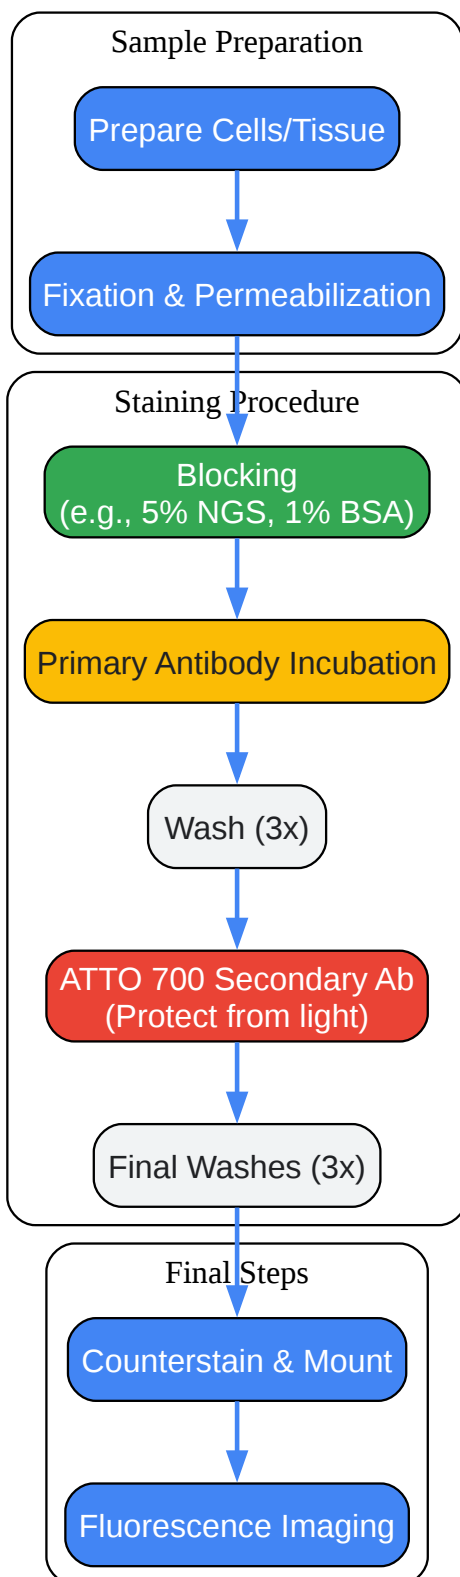 Sample Preparation
Prepare Cells/Tissue
Fixation & Permeabilization
Staining Procedure
Blocking
(e.g., 5% NGS, 1% BSA)
Primary Antibody Incubation
Wash (3x)
ATTO 700 Secondary Ab
(Protect from light)
Final Washes (3x)
Final Steps
Counterstain & Mount
Fluorescence Imaging